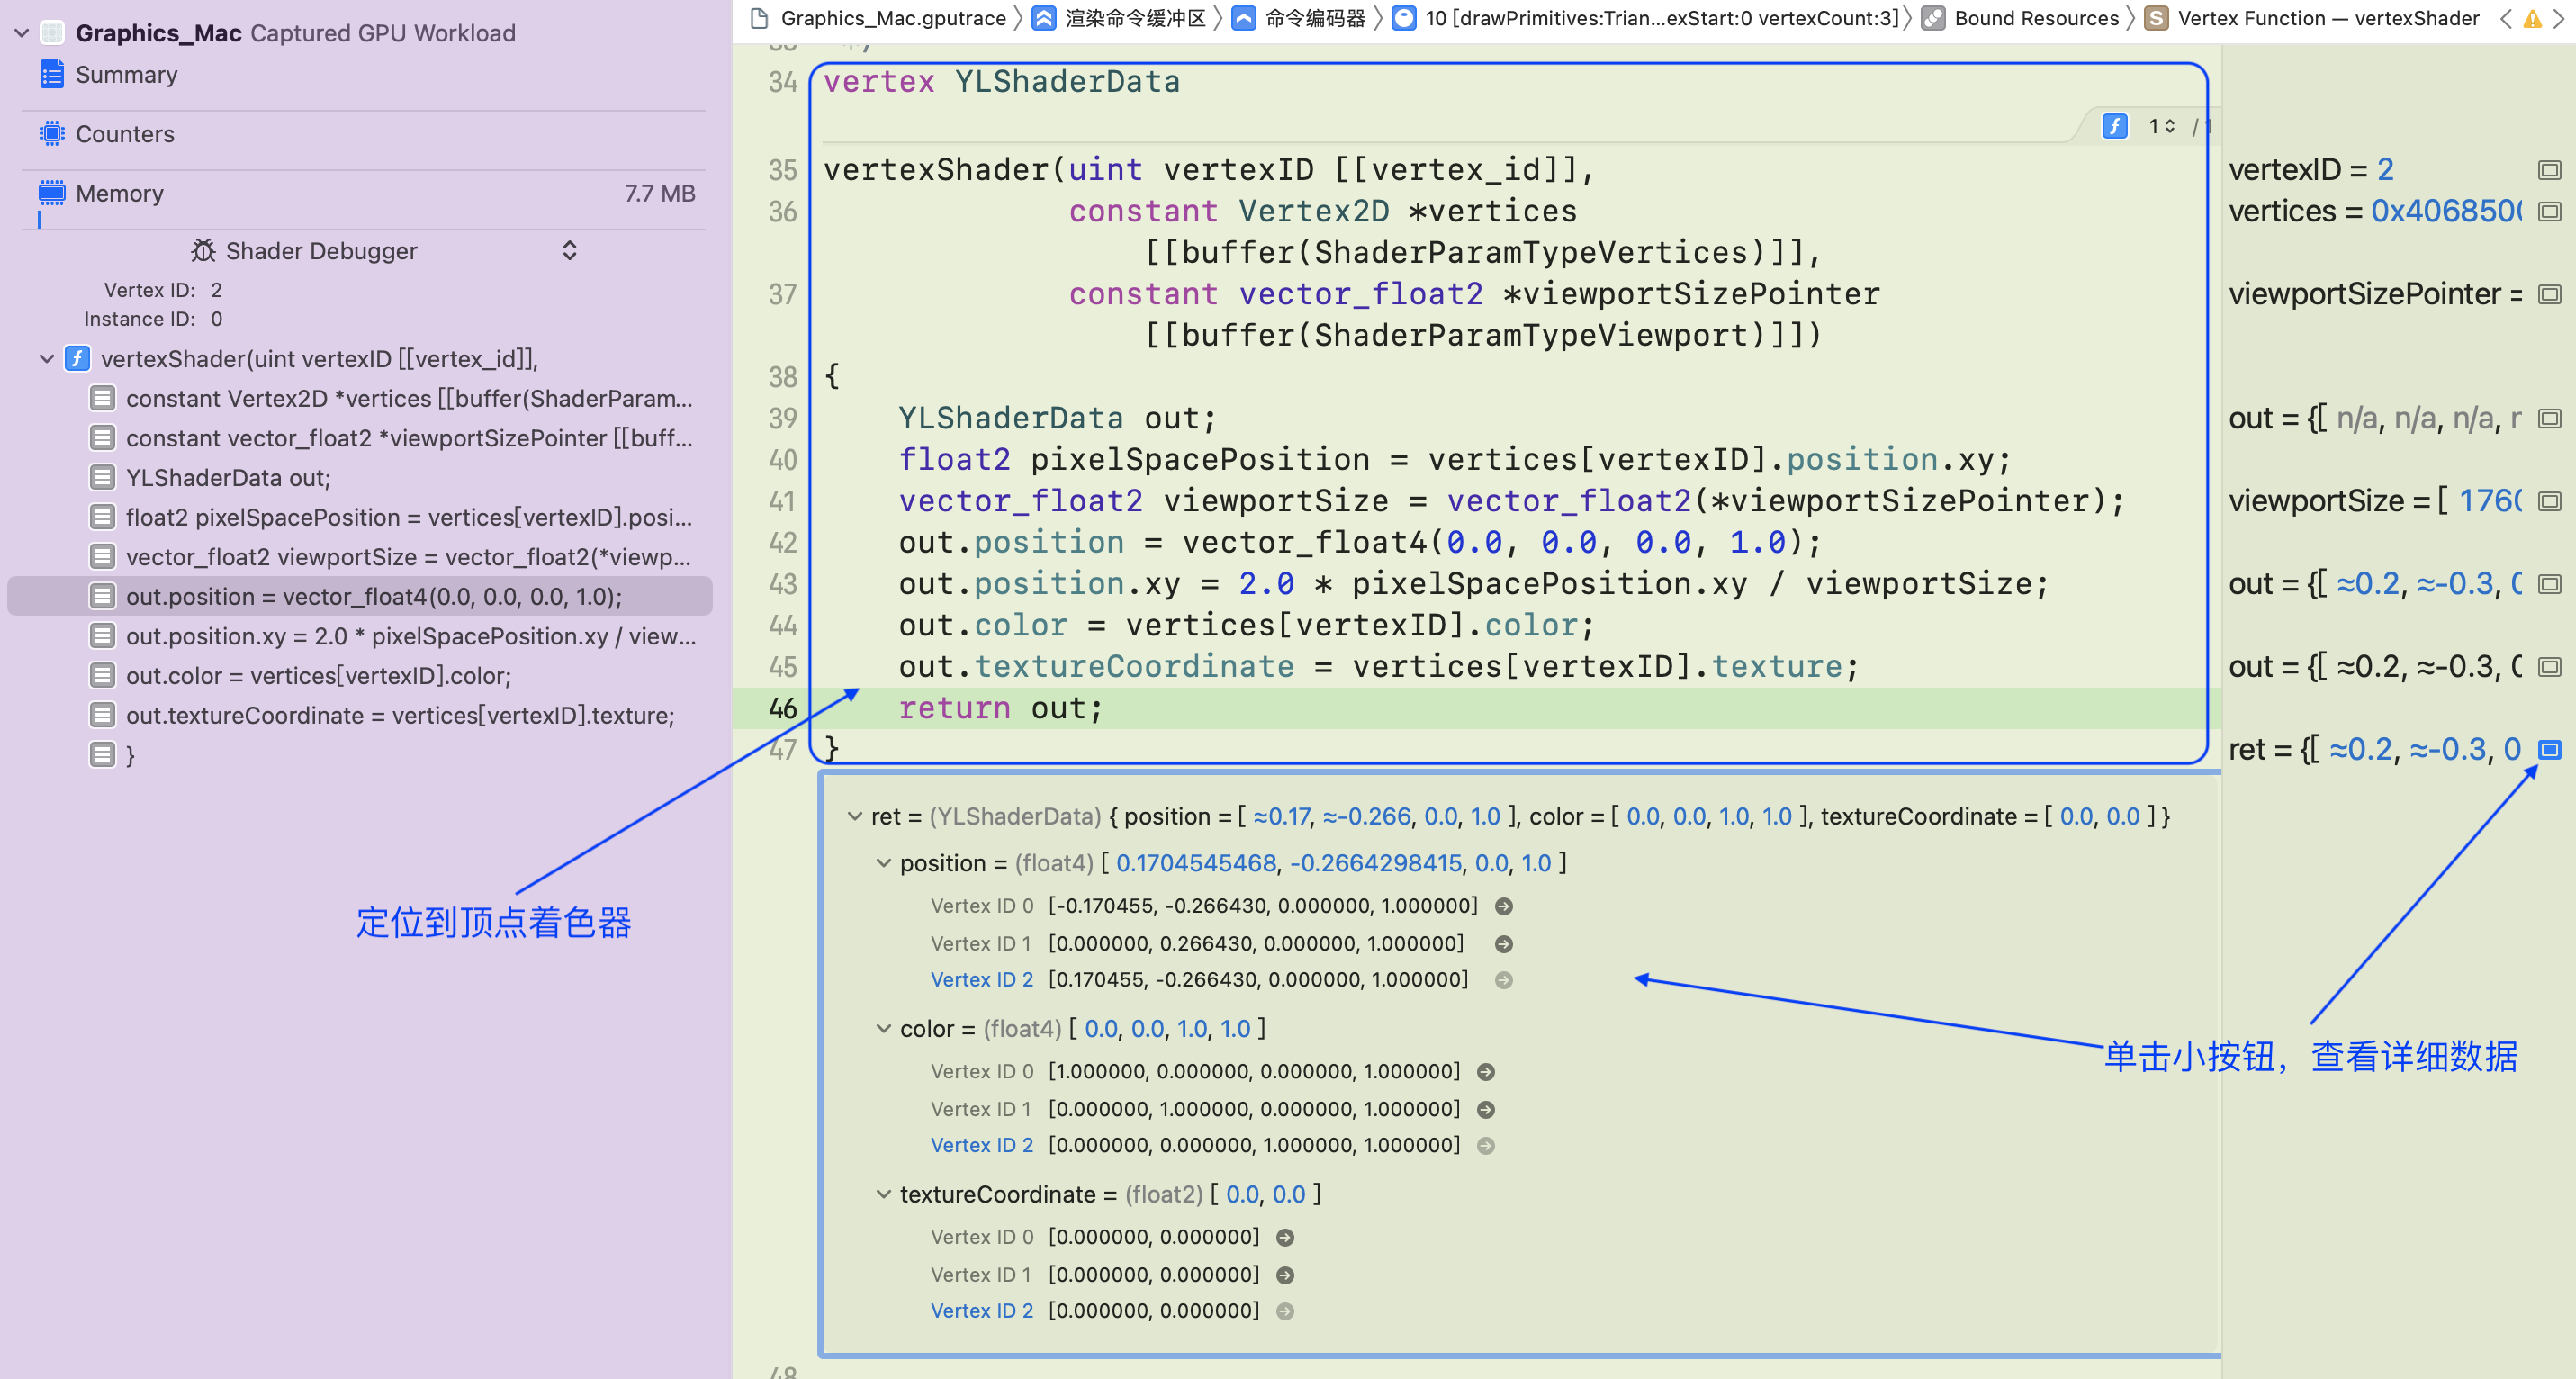 Graphics_Mac Captured GPU Workload
Summary
Counters
Memory 7.7 MB
Shader Debugger
Vertex ID: 2
Instance ID: 0
vertexShader(uint vertexID [[vertex_id]],
constant Vertex2D *vertices [[buffer(ShaderParam...
constant vector_float2 *viewportSizePointer [[buff...
YLShaderData out;
float2 pixelSpacePosition = vertices[vertexID].posi...
vector_float2 viewportSize = vector_float2(*viewp...
out.position = vector_float4(0.0, 0.0, 0.0, 1.0);
out.position.xy = 2.0 * pixelSpacePosition.xy / view...
out.color = vertices[vertexID].color;
out.textureCoordinate = vertices[vertexID].texture;
}
定位到顶点着色器
Graphics_Mac.gputrace 渲染命令缓冲区 命令编码器 10 [drawPrimitives:Trian...exStart:0 vertexCount:3] Bound Resources S Vertex Function — vertexShader
34 vertex YLShaderData
1 / 1
35 vertexShader(uint vertexID [[vertex_id]],
36 constant Vertex2D *vertices
[[buffer(ShaderParamTypeVertices)]],
37 constant vector_float2 *viewportSizePointer
[[buffer(ShaderParamTypeViewport)]])
38 {
39 YLShaderData out;
40 float2 pixelSpacePosition = vertices[vertexID].position.xy;
41 vector_float2 viewportSize = vector_float2(*viewportSizePointer);
42 out.position = vector_float4(0.0, 0.0, 0.0, 1.0);
43 out.position.xy = 2.0 * pixelSpacePosition.xy / viewportSize;
44 out.color = vertices[vertexID].color;
45 out.textureCoordinate = vertices[vertexID].texture;
46 return out;
47 }
ret = (YLShaderData) { position = [ ≈0.17, ≈-0.266, 0.0, 1.0 ], color = [ 0.0, 0.0, 1.0, 1.0 ], textureCoordinate = [ 0.0, 0.0 ] }
position = (float4) [ 0.1704545468, -0.2664298415, 0.0, 1.0 ]
Vertex ID 0 [-0.170455, -0.266430, 0.000000, 1.000000]
Vertex ID 1 [0.000000, 0.266430, 0.000000, 1.000000]
Vertex ID 2 [0.170455, -0.266430, 0.000000, 1.000000]
color = (float4) [ 0.0, 0.0, 1.0, 1.0 ]
Vertex ID 0 [1.000000, 0.000000, 0.000000, 1.000000]
Vertex ID 1 [0.000000, 1.000000, 0.000000, 1.000000]
Vertex ID 2 [0.000000, 0.000000, 1.000000, 1.000000]
textureCoordinate = (float2) [ 0.0, 0.0 ]
Vertex ID 0 [0.000000, 0.000000]
Vertex ID 1 [0.000000, 0.000000]
Vertex ID 2 [0.000000, 0.000000]
vertexID = 2
vertices = 0x406850
viewportSizePointer =
out = {[ n/a, n/a, n/a,
viewportSize = [ 176
out = {[ ≈0.2, ≈-0.3,
out = {[ ≈0.2, ≈-0.3,
ret = {[ ≈0.2, ≈-0.3, 0
单击小按钮，查看详细数据